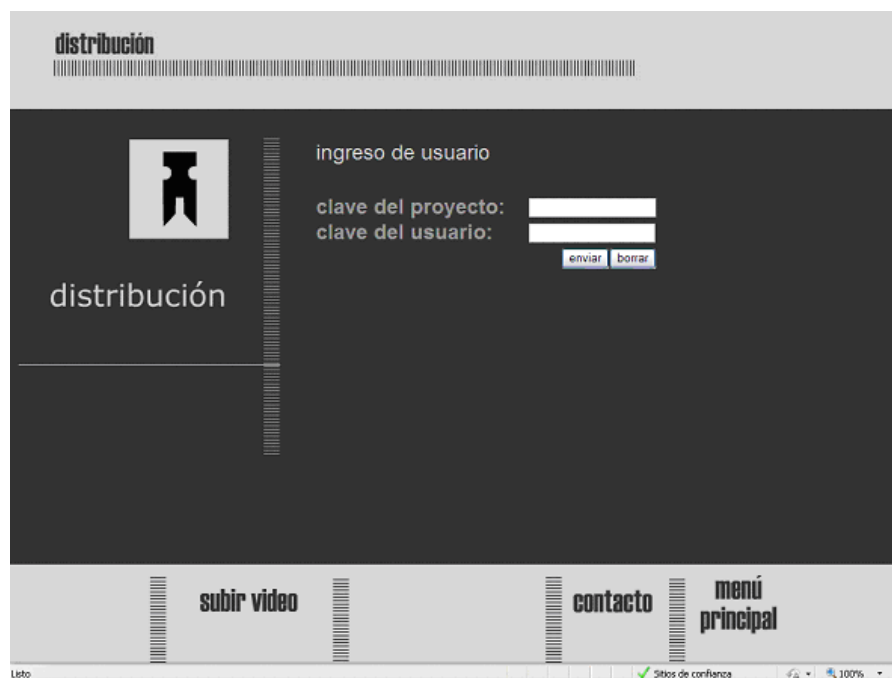 distribución
ingreso de usuario
clave del proyecto:
clave del usuario:
enviar borrar
distribución
subir video
contacto
menú
principal
Listo
Sitios de confianza
100%